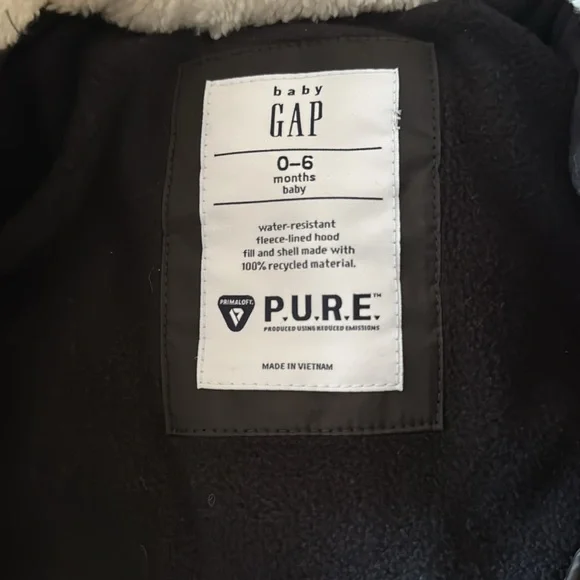 baby
GAP
0–6
months
baby
water-resistant
fleece-lined hood
fill and shell made with
100% recycled material.
PRIMALOFT.
P.U.R.E.™
PRODUCED USING REDUCED EMISSIONS
MADE IN VIETNAM